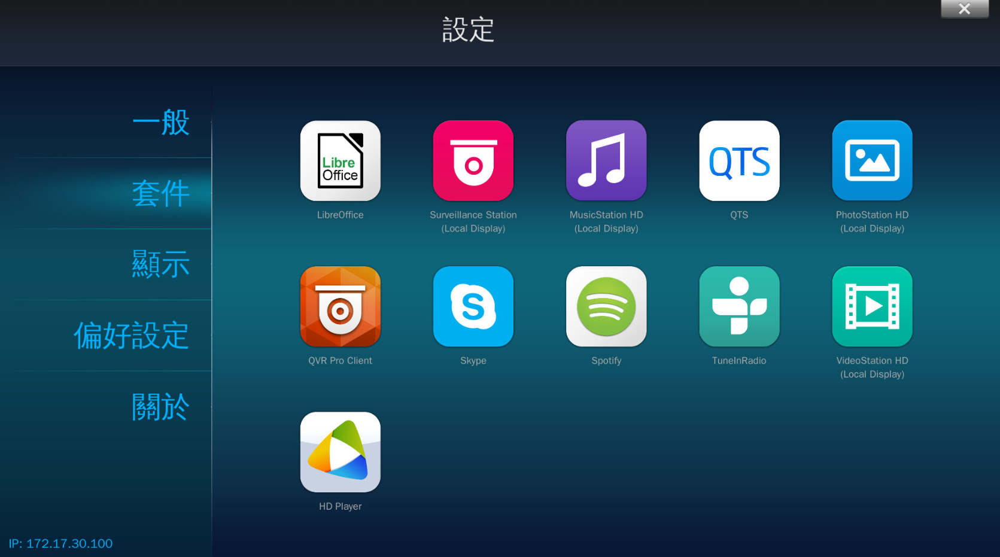 設定
一般
套件
顯示
偏好設定
關於
IP: 172.17.30.100
Libre
Office
QTS
LibreOffice
Surveillance Station
(Local Display)
MusicStation HD
(Local Display)
QTS
PhotoStation HD
(Local Display)
S
QVR Pro Client
Skype
Spotify
TuneInRadio
VideoStation HD
(Local Display)
HD Player